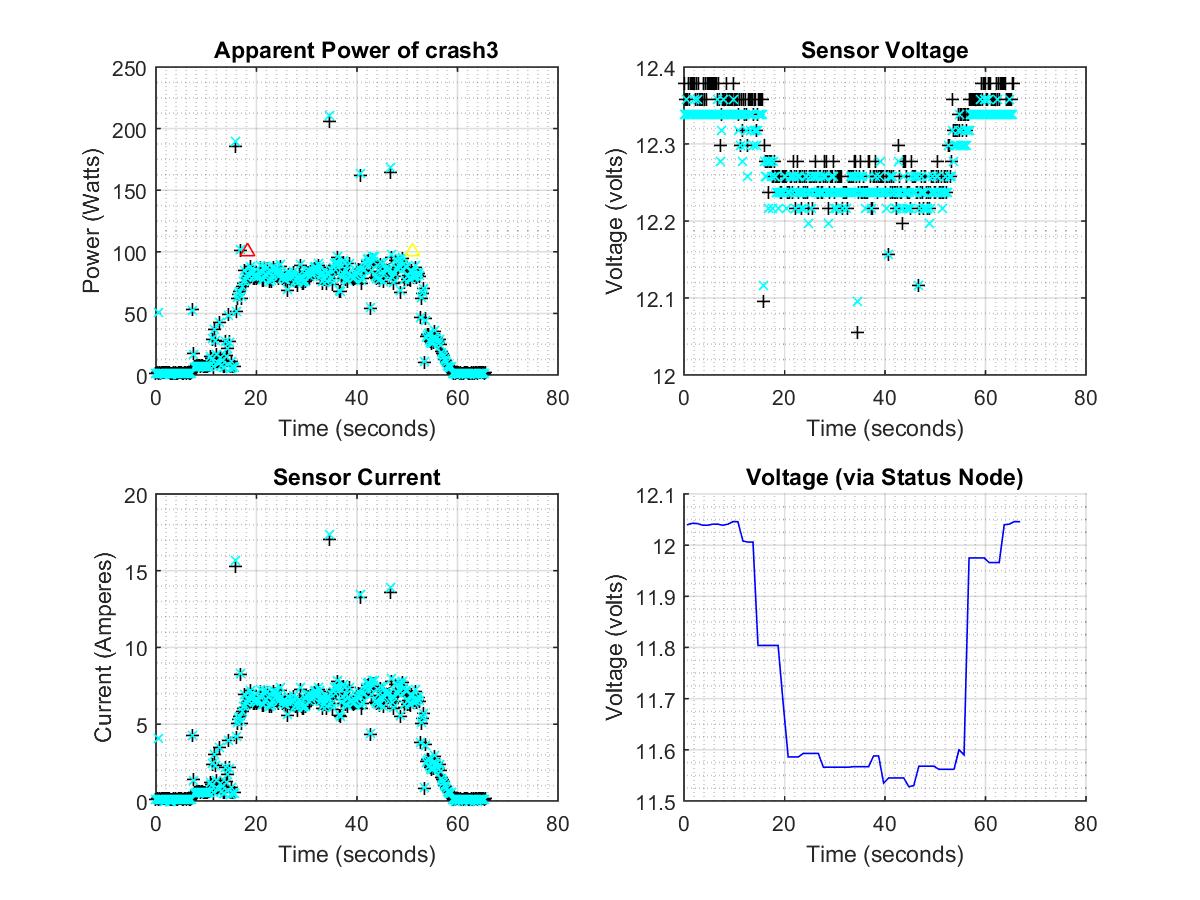 Apparent Power of crash3
250
200
150
100
50
0
Power (Watts)
0 20 40 60 80
Time (seconds)
Sensor Voltage
12.4
12.3
12.2
12.1
12
Voltage (volts)
0 20 40 60 80
Time (seconds)
Sensor Current
20
15
10
5
0
Current (Amperes)
0 20 40 60 80
Time (seconds)
Voltage (via Status Node)
12.1
12
11.9
11.8
11.7
11.6
11.5
Voltage (volts)
0 20 40 60 80
Time (seconds)